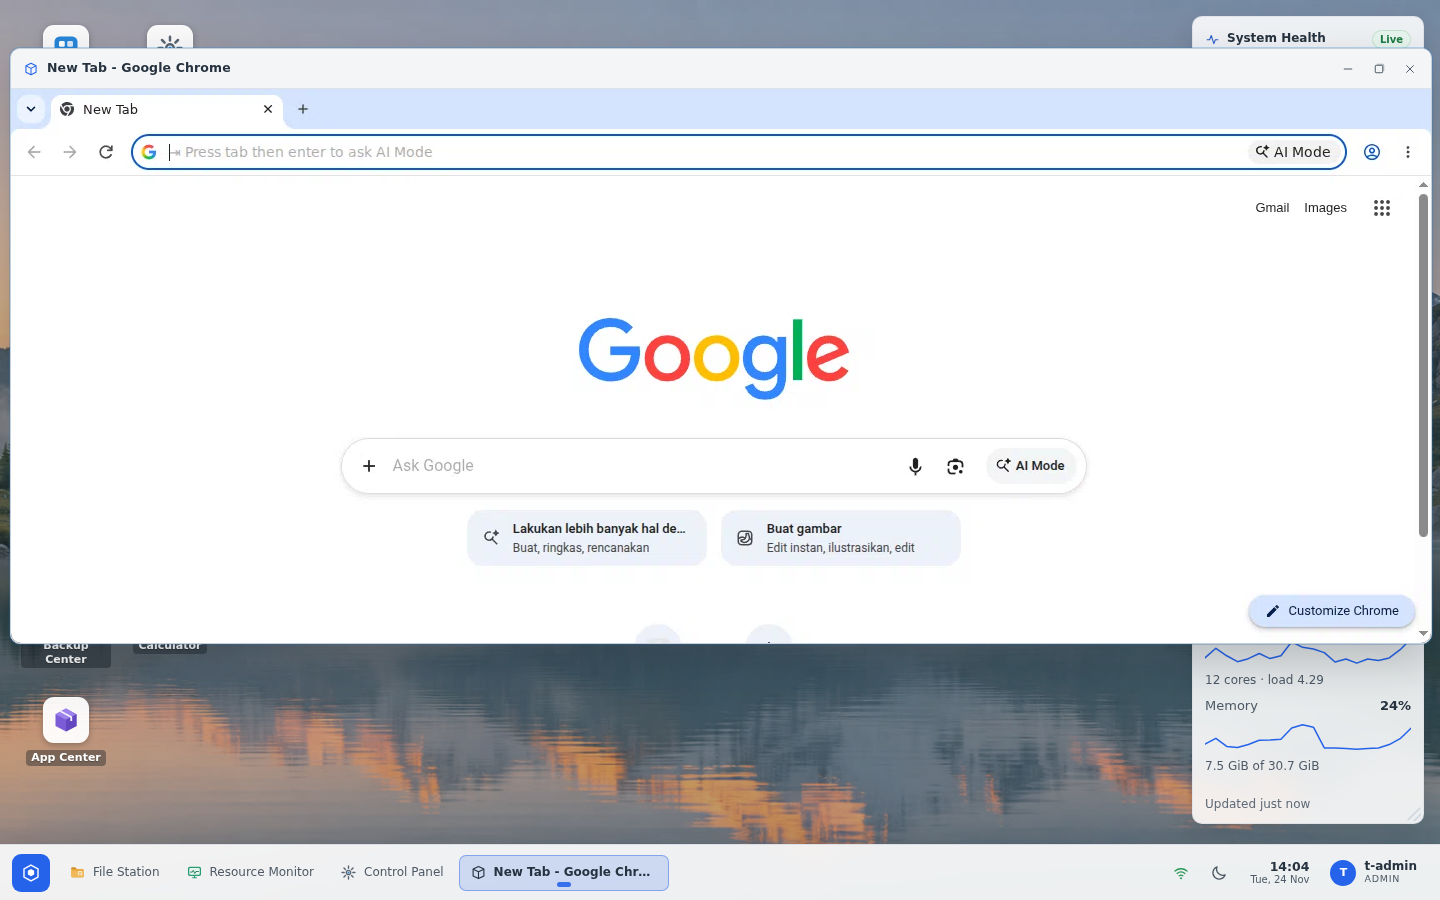 System Health
Live
New Tab - Google Chrome
New Tab
Press tab then enter to ask AI Mode
AI Mode
Gmail
Images
Google
Ask Google
AI Mode
Lakukan lebih banyak hal de...
Buat, ringkas, rencanakan
Buat gambar
Edit instan, ilustrasikan, edit
Customize Chrome
Backup
Center
Calculator
App Center
12 cores · load 4.29
Memory
24%
7.5 GiB of 30.7 GiB
Updated just now
File Station
Resource Monitor
Control Panel
New Tab - Google Chr...
14:04
Tue, 24 Nov
T
t-admin
ADMIN